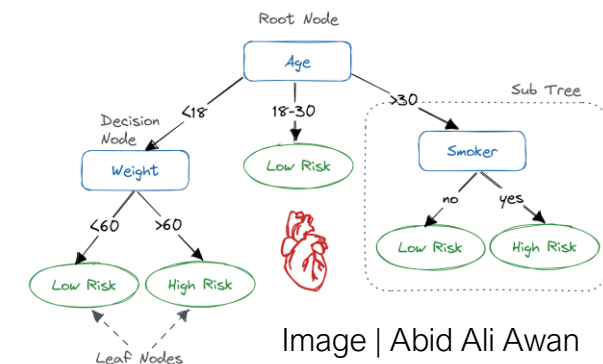 Root Node
Age
Sub Tree
<18
18-30
>30
Decision
Node
Weight
Low Risk
Smoker
<60
>60
no
yes
Low Risk
High Risk
Low Risk
High Risk
Leaf Nodes
Image | Abid Ali Awan